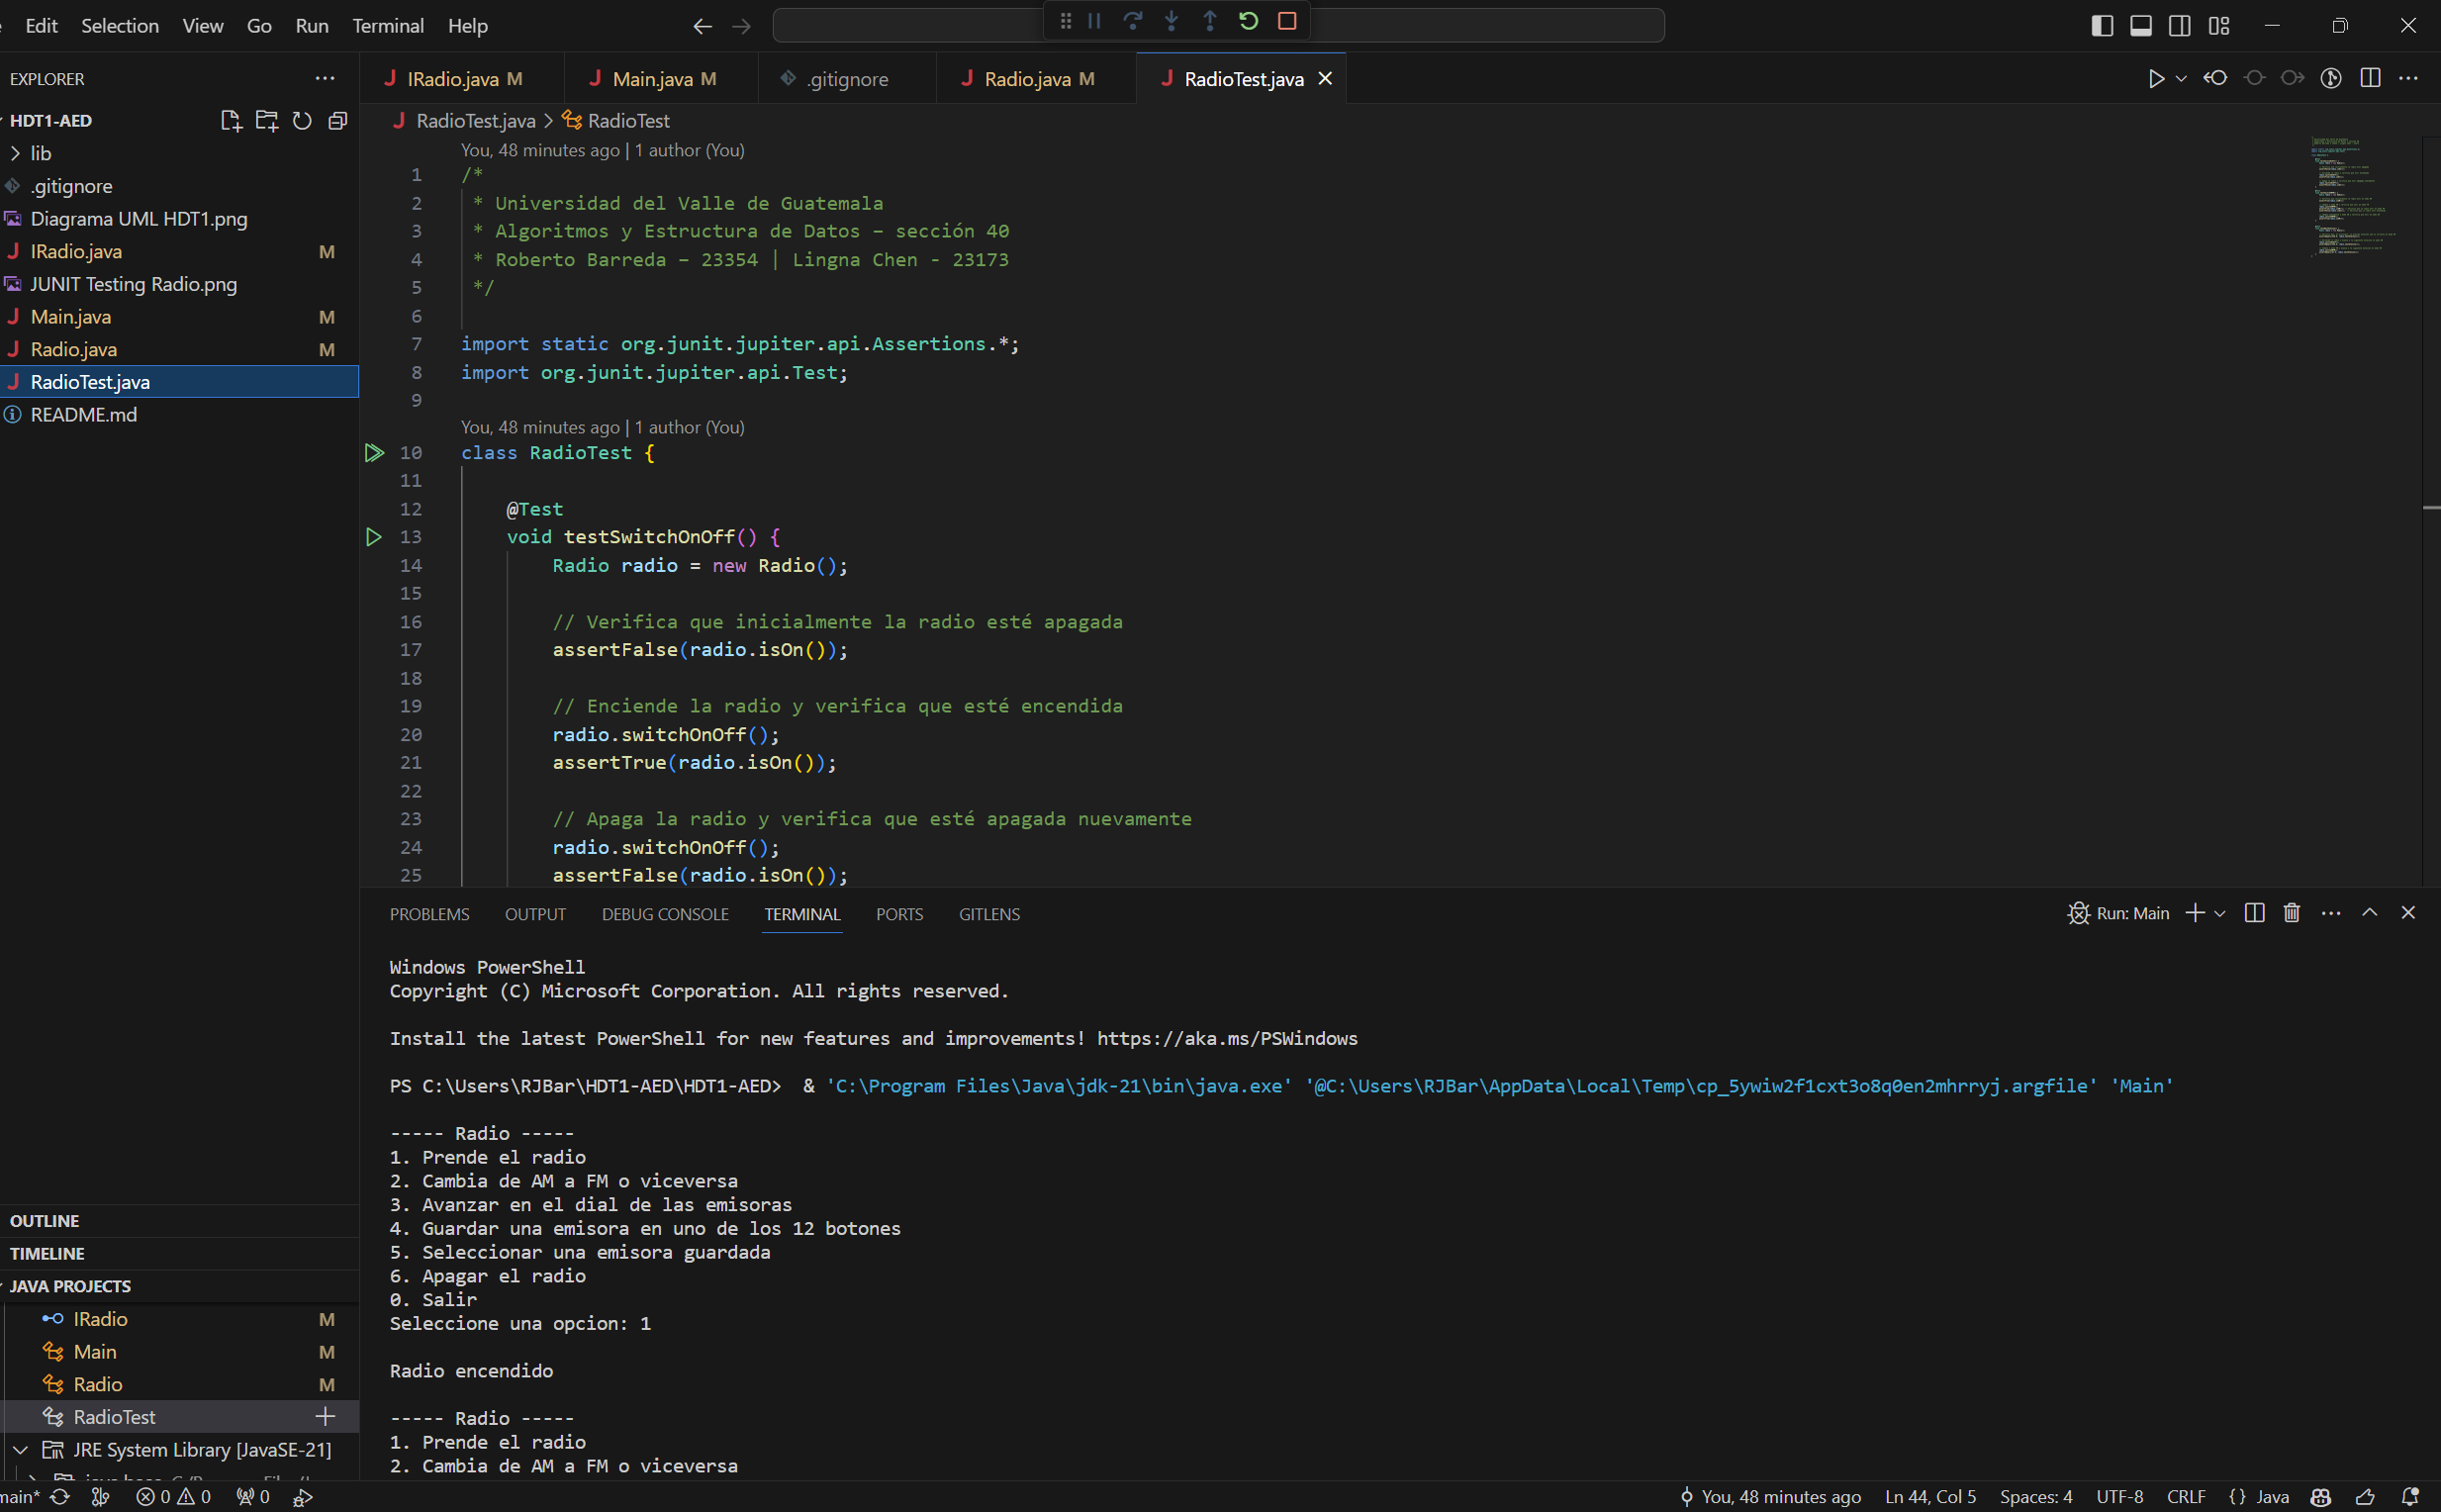 Edit Selection View Go Run Terminal Help
EXPLORER
HDT1-AED
lib
.gitignore
Diagrama UML HDT1.png
IRadio.java M
JUNIT Testing Radio.png
Main.java M
Radio.java M
RadioTest.java
README.md
OUTLINE
TIMELINE
JAVA PROJECTS
IRadio M
Main M
Radio M
RadioTest
JRE System Library [JavaSE-21]
IRadio.java M Main.java M .gitignore Radio.java M RadioTest.java
RadioTest.java > RadioTest
You, 48 minutes ago | 1 author (You)
1 /*
2 * Universidad del Valle de Guatemala
3 * Algoritmos y Estructura de Datos – sección 40
4 * Roberto Barreda – 23354 | Lingna Chen - 23173
5 */
6
7 import static org.junit.jupiter.api.Assertions.*;
8 import org.junit.jupiter.api.Test;
9
You, 48 minutes ago | 1 author (You)
10 class RadioTest {
11
12 @Test
13 void testSwitchOnOff() {
14 Radio radio = new Radio();
15
16 // Verifica que inicialmente la radio esté apagada
17 assertFalse(radio.isOn());
18
19 // Enciende la radio y verifica que esté encendida
20 radio.switchOnOff();
21 assertTrue(radio.isOn());
22
23 // Apaga la radio y verifica que esté apagada nuevamente
24 radio.switchOnOff();
25 assertFalse(radio.isOn());
PROBLEMS OUTPUT DEBUG CONSOLE TERMINAL PORTS GITLENS
Run: Main
Windows PowerShell
Copyright (C) Microsoft Corporation. All rights reserved.
Install the latest PowerShell for new features and improvements! https://aka.ms/PSWindows
PS C:\Users\RJBar\HDT1-AED\HDT1-AED> & 'C:\Program Files\Java\jdk-21\bin\java.exe' '@C:\Users\RJBar\AppData\Local\Temp\cp_5ywiw2f1cxt3o8q0en2mhrryj.argfile' 'Main'
----- Radio -----
1. Prende el radio
2. Cambia de AM a FM o viceversa
3. Avanzar en el dial de las emisoras
4. Guardar una emisora en uno de los 12 botones
5. Seleccionar una emisora guardada
6. Apagar el radio
0. Salir
Seleccione una opcion: 1
Radio encendido
----- Radio -----
1. Prende el radio
2. Cambia de AM a FM o viceversa
main* 0 0 0
You, 48 minutes ago Ln 44, Col 5 Spaces: 4 UTF-8 CRLF {} Java